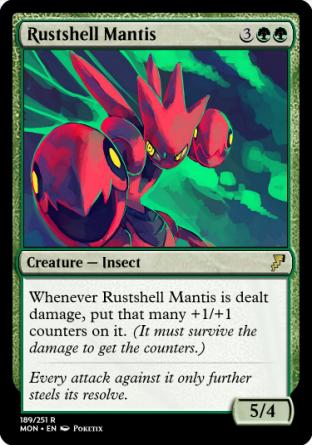 Rustshell Mantis 3
Creature — Insect
Whenever Rustshell Mantis is dealt
damage, put that many +1/+1
counters on it. (It must survive the
damage to get the counters.)
Every attack against it only further
steels its resolve.
5/4
189/251 R
MON • EN Poketix